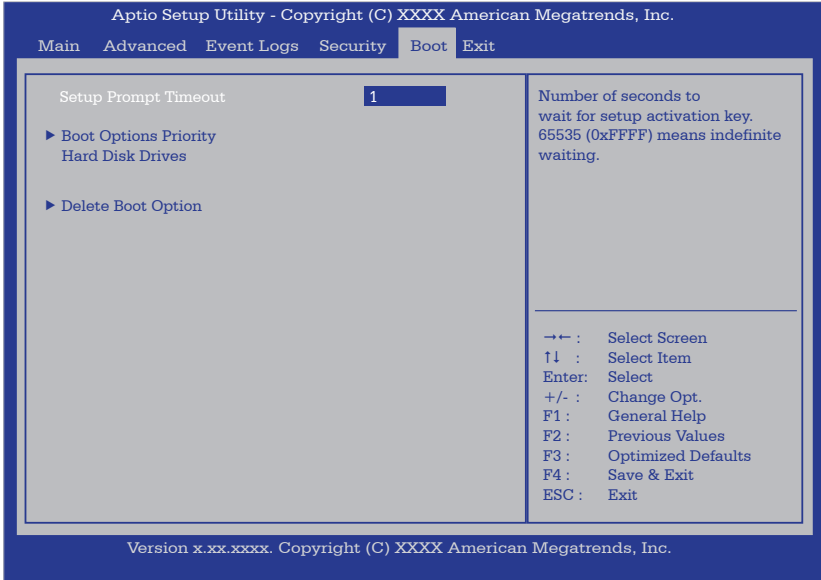 Aptio Setup Utility - Copyright (C) XXXX American Megatrends, Inc.
Main Advanced Event Logs Security Boot Exit
Setup Prompt Timeout 1
▶ Boot Options Priority
Hard Disk Drives
▶ Delete Boot Option
Number of seconds to
wait for setup activation key.
65535 (0xFFFF) means indefinite
waiting.
→← : Select Screen
↑↓ : Select Item
Enter: Select
+/- : Change Opt.
F1 : General Help
F2 : Previous Values
F3 : Optimized Defaults
F4 : Save & Exit
ESC : Exit
Version x.xx.xxxx. Copyright (C) XXXX American Megatrends, Inc.